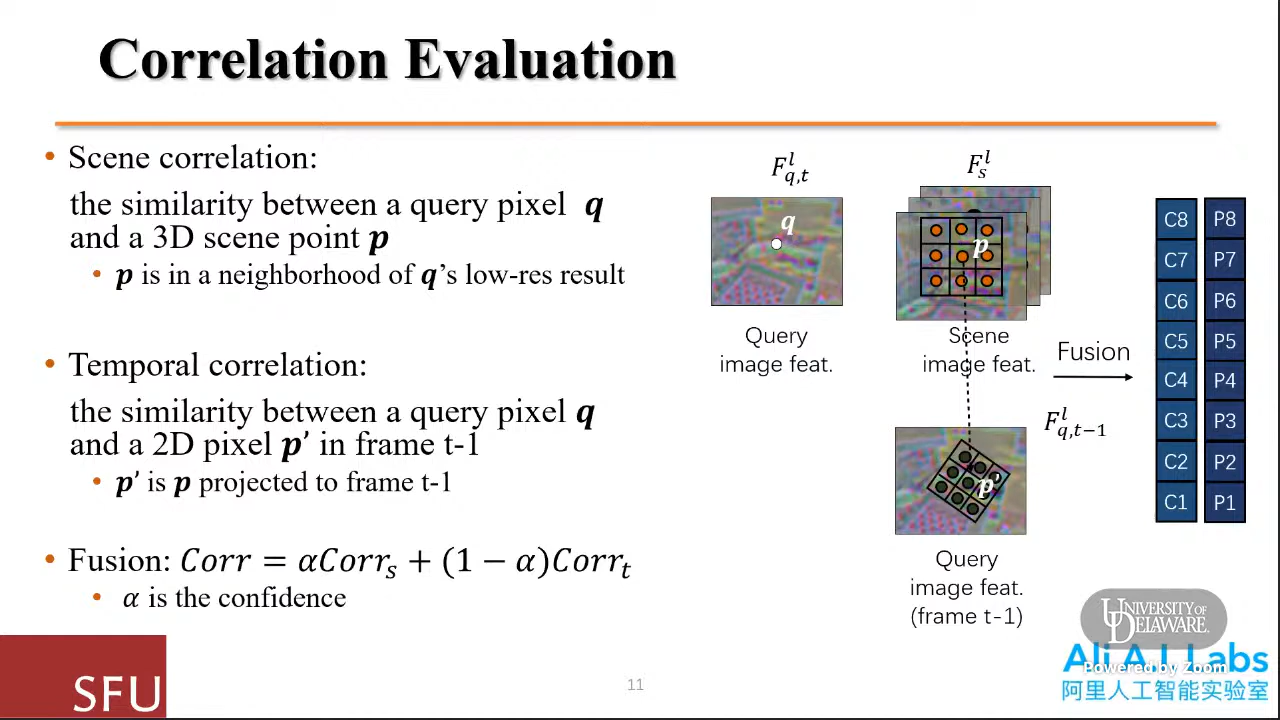 Correlation Evaluation
• Scene correlation:
the similarity between a query pixel q
and a 3D scene point p
• p is in a neighborhood of q’s low-res result
• Temporal correlation:
the similarity between a query pixel q
and a 2D pixel p’ in frame t-1
• p’ is p projected to frame t-1
• Fusion: Corr = αCorr_s + (1 − α)Corr_t
• α is the confidence
F^l_{q,t}
q
Query
image feat.
F^l_s
p
Scene
image feat.
Fusion
F^l_{q,t−1}
p’
Query
image feat.
(frame t-1)
C8 P8
C7 P7
C6 P6
C5 P5
C4 P4
C3 P3
C2 P2
C1 P1
SFU
11
UNIVERSITY OF
DELAWARE.
Ali A.I. Labs
Powered by Zoom
阿里人工智能实验室